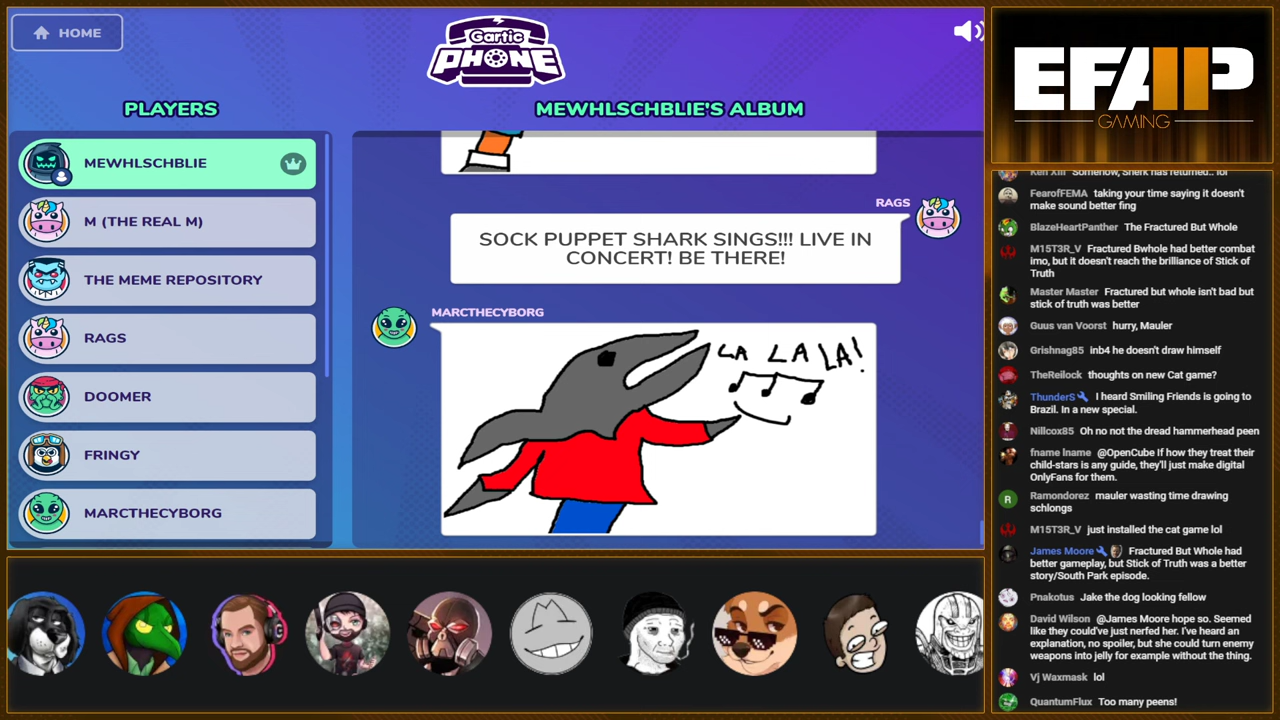 HOME
Gartic
PHONE
PLAYERS
MEWHLSCHBLIE
M (THE REAL M)
THE MEME REPOSITORY
RAGS
DOOMER
FRINGY
MARCTHECYBORG
MEWHLSCHBLIE'S ALBUM
RAGS
SOCK PUPPET SHARK SINGS!!! LIVE IN
CONCERT! BE THERE!
MARCTHECYBORG
LA LA LA!
EFAP
GAMING
Ken XIII Somehow, Sherk has returned.. lol
FearofFEMA taking your time saying it doesn't
make sound better fing
BlazeHeartPanther The Fractured But Whole
M15T3R_V Fractured Bwhole had better combat
imo, but it doesn't reach the brilliance of Stick of
Truth
Master Master Fractured but whole isn't bad but
stick of truth was better
Guus van Voorst hurry, Mauler
Grishnag85 inb4 he doesn't draw himself
TheReilock thoughts on new Cat game?
ThunderS I heard Smiling Friends is going to
Brazil. In a new special.
Nillcox85 Oh no not the dread hammerhead peen
fname lname @OpenCube If how they treat their
child-stars is any guide, they'll just make digital
OnlyFans for them.
R
Ramondorez mauler wasting time drawing
schlongs
M15T3R_V just installed the cat game lol
James Moore Fractured But Whole had
better gameplay, but Stick of Truth was a better
story/South Park episode.
Pnakotus Jake the dog looking fellow
David Wilson @James Moore hope so. Seemed
like they could've just nerfed her. I've heard an
explanation, no spoiler, but she could turn enemy
weapons into jelly for example without the thing.
Vj Waxmask lol
QuantumFlux Too many peens!